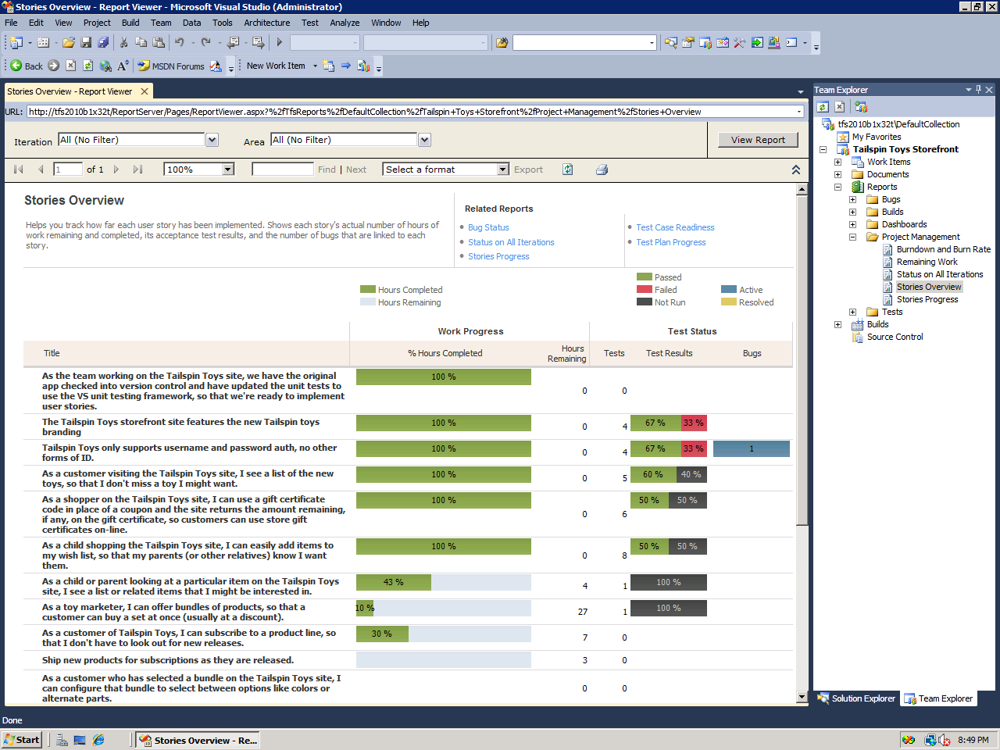 Stories Overview - Report Viewer - Microsoft Visual Studio (Administrator)
File Edit View Project Build Team Data Tools Architecture Test Analyze Window Help
Back MSDN Forums New Work Item
Stories Overview - Report Viewer
URL: http://tfs2010b1x32t/ReportServer/Pages/ReportViewer.aspx?%2fTfsReports%2fDefaultCollection%2fTailspin+Toys+Storefront%2fProject+Management%2fStories+Overview
Iteration All (No Filter) Area All (No Filter) View Report
1 of 1 100% Find | Next Select a format Export
Stories Overview
Helps you track how far each user story has been implemented. Shows each story's actual number of hours of
work remaining and completed, its acceptance test results, and the number of bugs that are linked to each
story.
Related Reports
Bug Status
Status on All Iterations
Stories Progress
Test Case Readiness
Test Plan Progress
Hours Completed
Hours Remaining
Passed
Failed
Not Run
Active
Resolved
Work Progress Test Status
Title % Hours Completed Hours
Remaining Tests Test Results Bugs
As the team working on the Tailspin Toys site, we have the original
app checked into version control and have updated the unit tests to
use the VS unit testing framework, so that we're ready to implement
user stories.
100 % 0 0
The Tailspin Toys storefront site features the new Tailspin toys
branding
100 % 0 4 67 % 33 %
Tailspin Toys only supports username and password auth, no other
forms of ID.
100 % 0 4 67 % 33 % 1
As a customer visiting the Tailspin Toys site, I see a list of the new
toys, so that I don't miss a toy I might want.
100 % 0 5 60 % 40 %
As a shopper on the Tailspin Toys site, I can use a gift certificate
code in place of a coupon and the site returns the amount remaining,
if any, on the gift certificate, so customers can use store gift
certificates on-line.
100 % 0 6 50 % 50 %
As a child shopping the Tailspin Toys site, I can easily add items to
my wish list, so that my parents (or other relatives) know I want
them.
100 % 0 8 50 % 50 %
As a child or parent looking at a particular item on the Tailspin Toys
site, I see a list or related items that I might be interested in.
43 % 4 1 100 %
As a toy marketer, I can offer bundles of products, so that a
customer can buy a set at once (usually at a discount).
10 % 27 1 100 %
As a customer of Tailspin Toys, I can subscribe to a product line, so
that I don't have to look out for new releases.
30 % 7 0
Ship new products for subscriptions as they are released.
3 0
As a customer who has selected a bundle on the Tailspin Toys site, I
can configure that bundle to select between options like colors or
alternate parts.
0 0
Team Explorer
tfs2010b1x32t\DefaultCollection
My Favorites
Tailspin Toys Storefront
Work Items
Documents
Reports
Bugs
Builds
Dashboards
Project Management
Burndown and Burn Rate
Remaining Work
Status on All Iterations
Stories Overview
Stories Progress
Tests
Builds
Source Control
Solution Explorer Team Explorer
Done
Start Stories Overview - Re... 8:49 PM